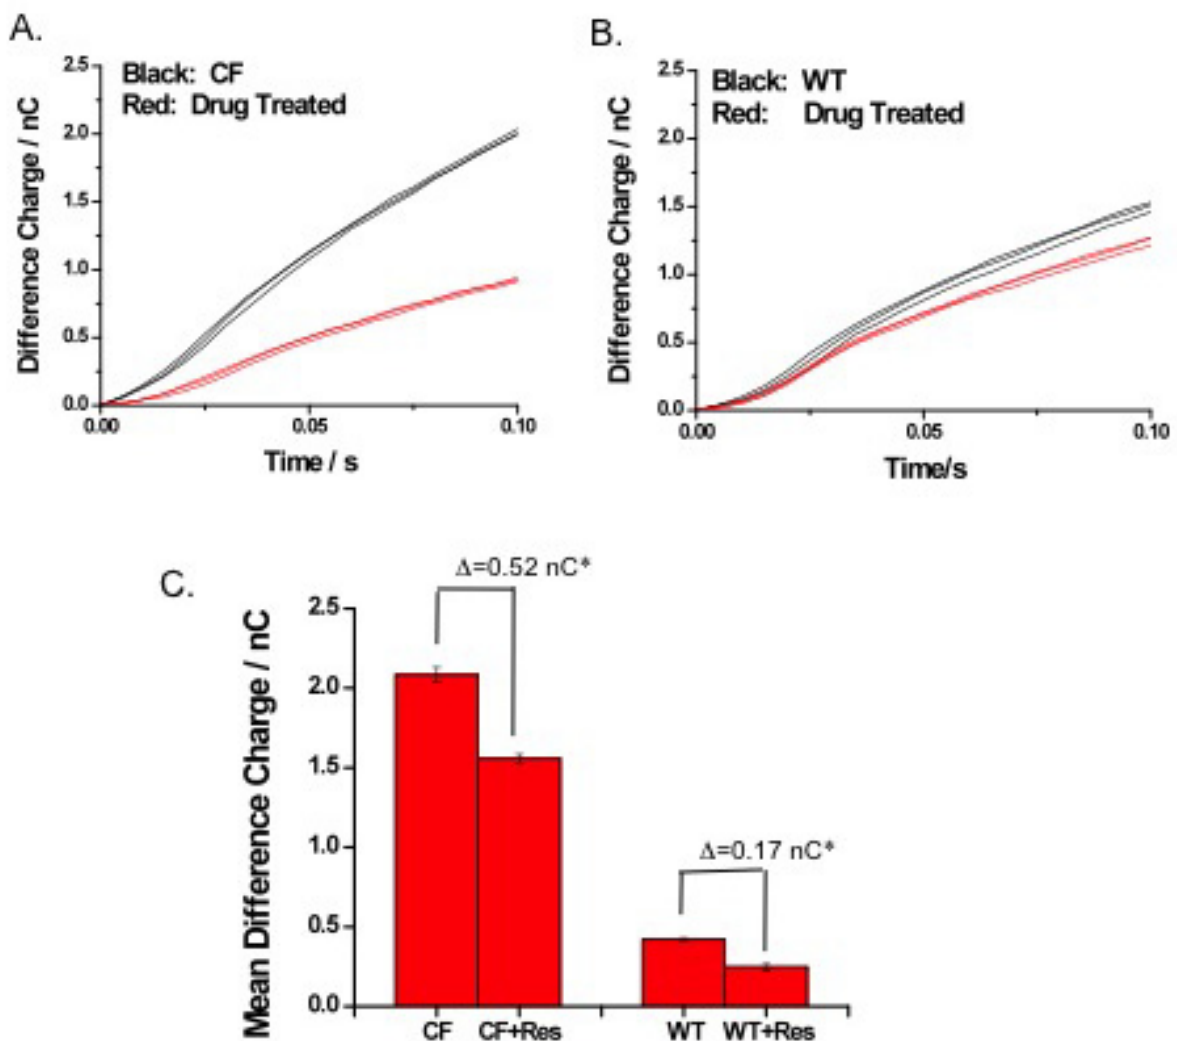 A.
2.5
2.0
1.5
1.0
0.5
0.0
Difference Charge / nC
Black: CF
Red: Drug Treated
0.00
0.05
0.10
Time / s
B.
2.5
2.0
1.5
1.0
0.5
0.0
Difference Charge / nC
Black: WT
Red: Drug Treated
0.00
0.05
0.10
Time/s
C.
2.5
2.0
1.5
1.0
0.5
0.0
Mean Difference Charge / nC
Δ=0.52 nC*
Δ=0.17 nC*
CF
CF+Res
WT
WT+Res